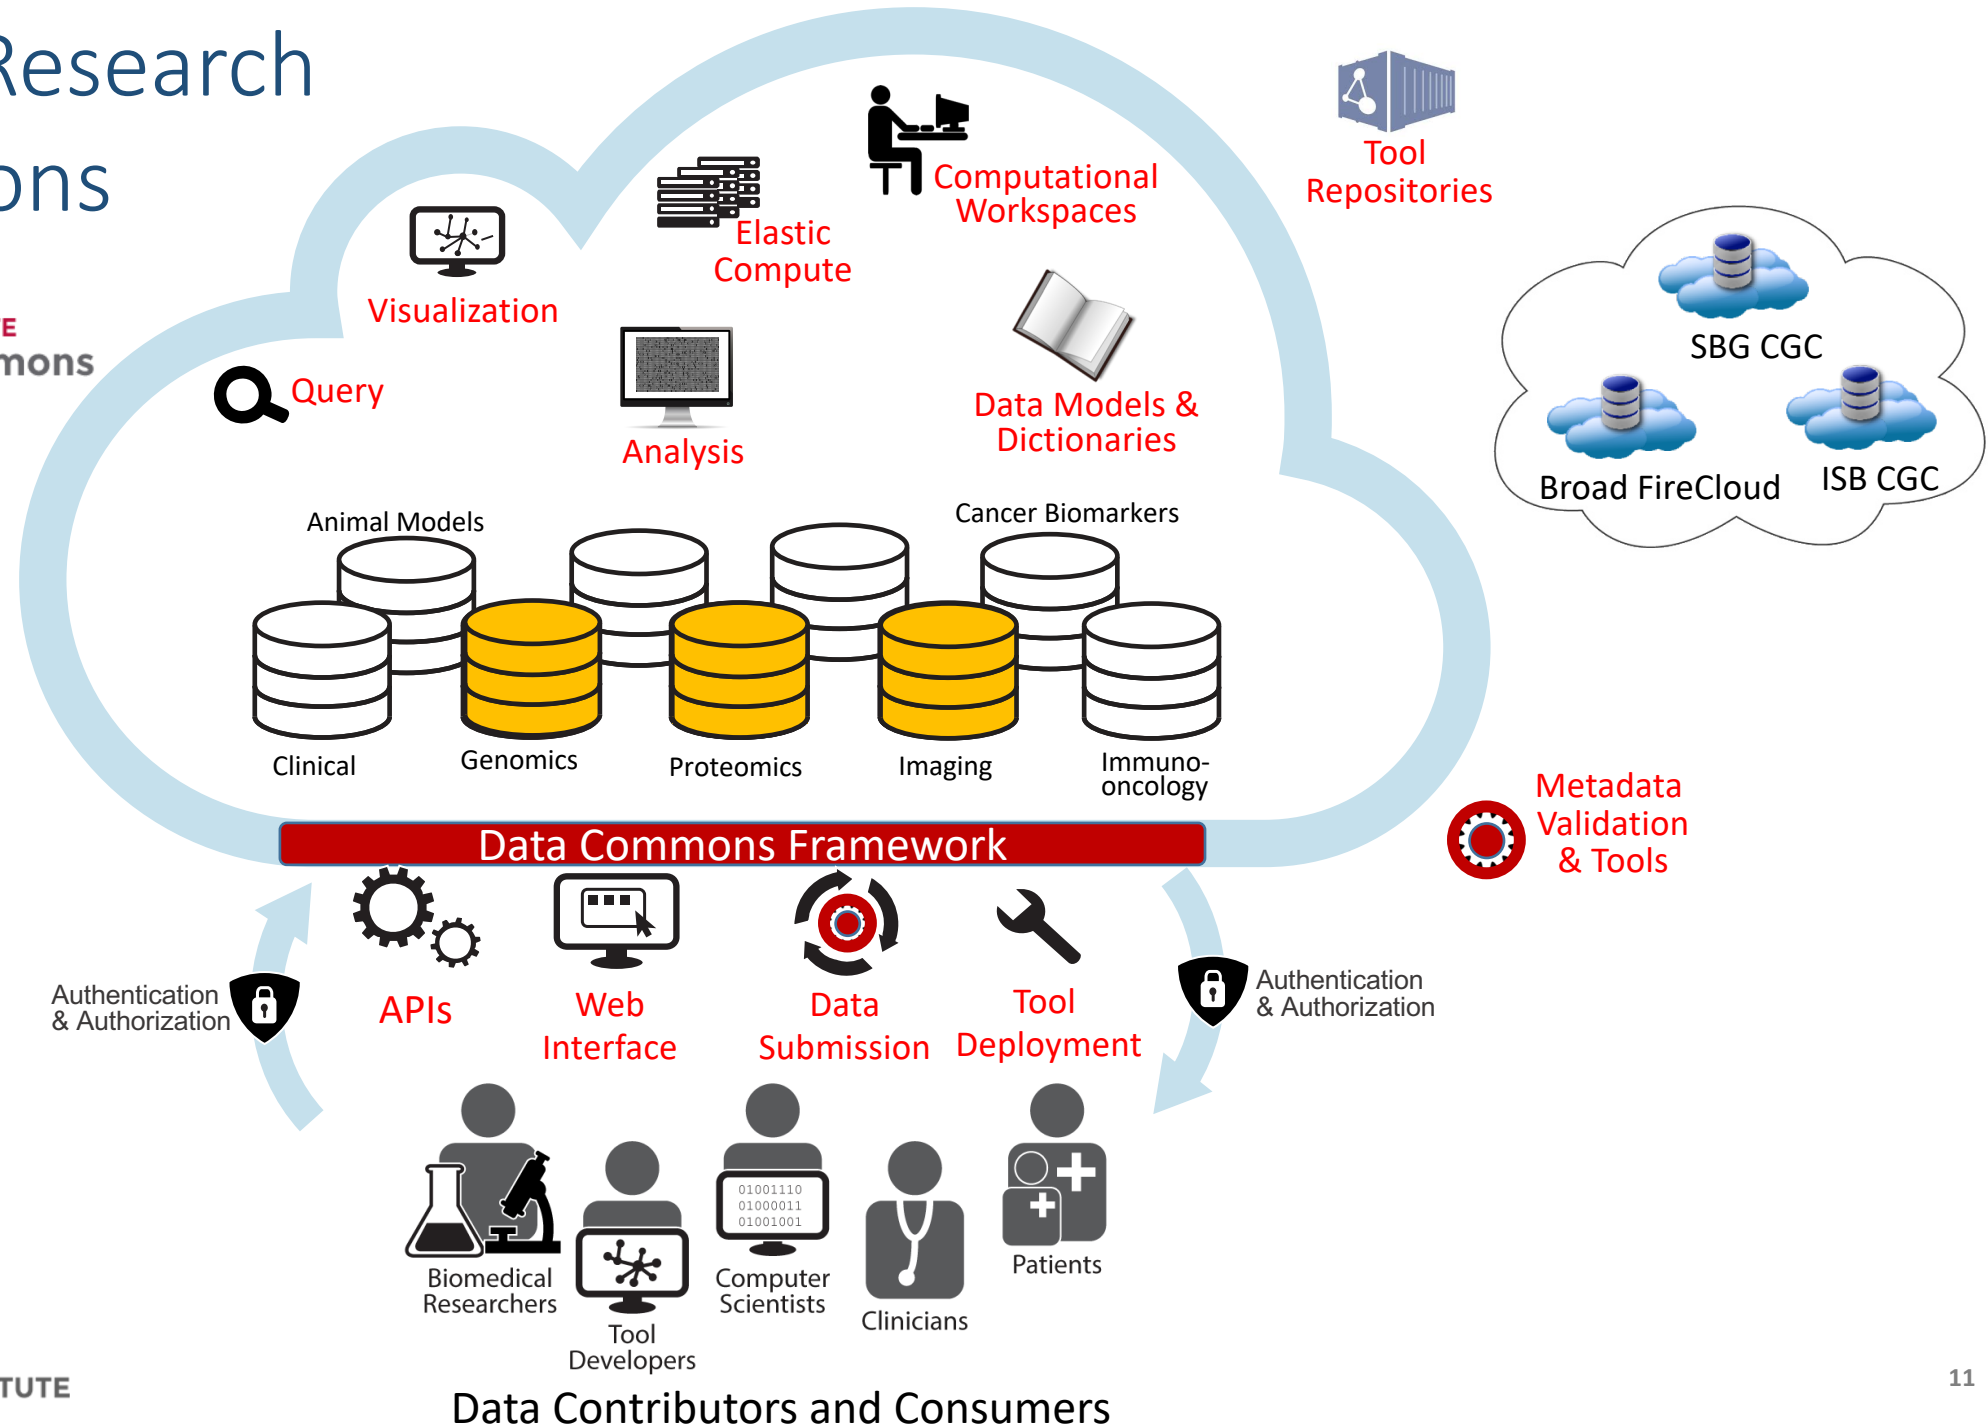 Research
ons
TE
mons
Tool
Repositories
Computational
Workspaces
Elastic
Compute
Visualization
Query
Analysis
Data Models &
Dictionaries
SBG CGC
Broad FireCloud
ISB CGC
Animal Models
Cancer Biomarkers
Clinical
Genomics
Proteomics
Imaging
Immuno-
oncology
Data Commons Framework
Metadata
Validation
& Tools
Authentication
& Authorization
APIs
Web
Interface
Data
Submission
Tool
Deployment
Authentication
& Authorization
01001110
01000011
01001001
Biomedical
Researchers
Tool
Developers
Computer
Scientists
Clinicians
Patients
Data Contributors and Consumers
TUTE
11